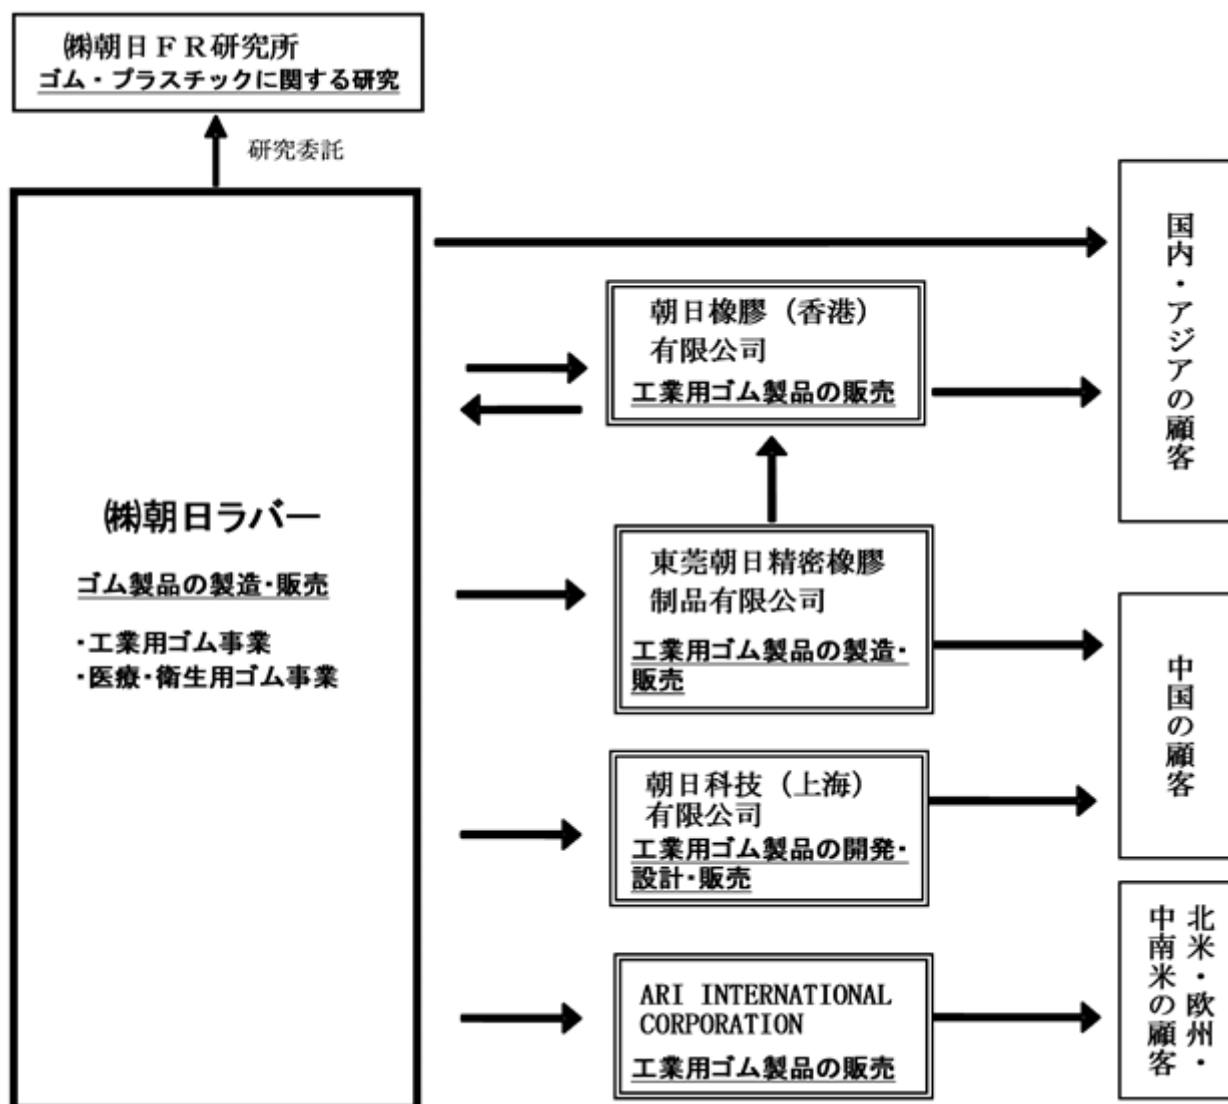 ㈱朝日ＦＲ研究所
ゴム・プラスチックに関する研究
研究委託
㈱朝日ラバー
ゴム製品の製造・販売
・工業用ゴム事業
・医療・衛生用ゴム事業
朝日橡膠（香港）
有限公司
工業用ゴム製品の販売
東莞朝日精密橡膠
制品有限公司
工業用ゴム製品の製造・
販売
朝日科技（上海）
有限公司
工業用ゴム製品の開発・
設計・販売
ARI INTERNATIONAL
CORPORATION
工業用ゴム製品の販売
国内・アジアの顧客
中国の顧客
北米・欧州・
中南米の顧客